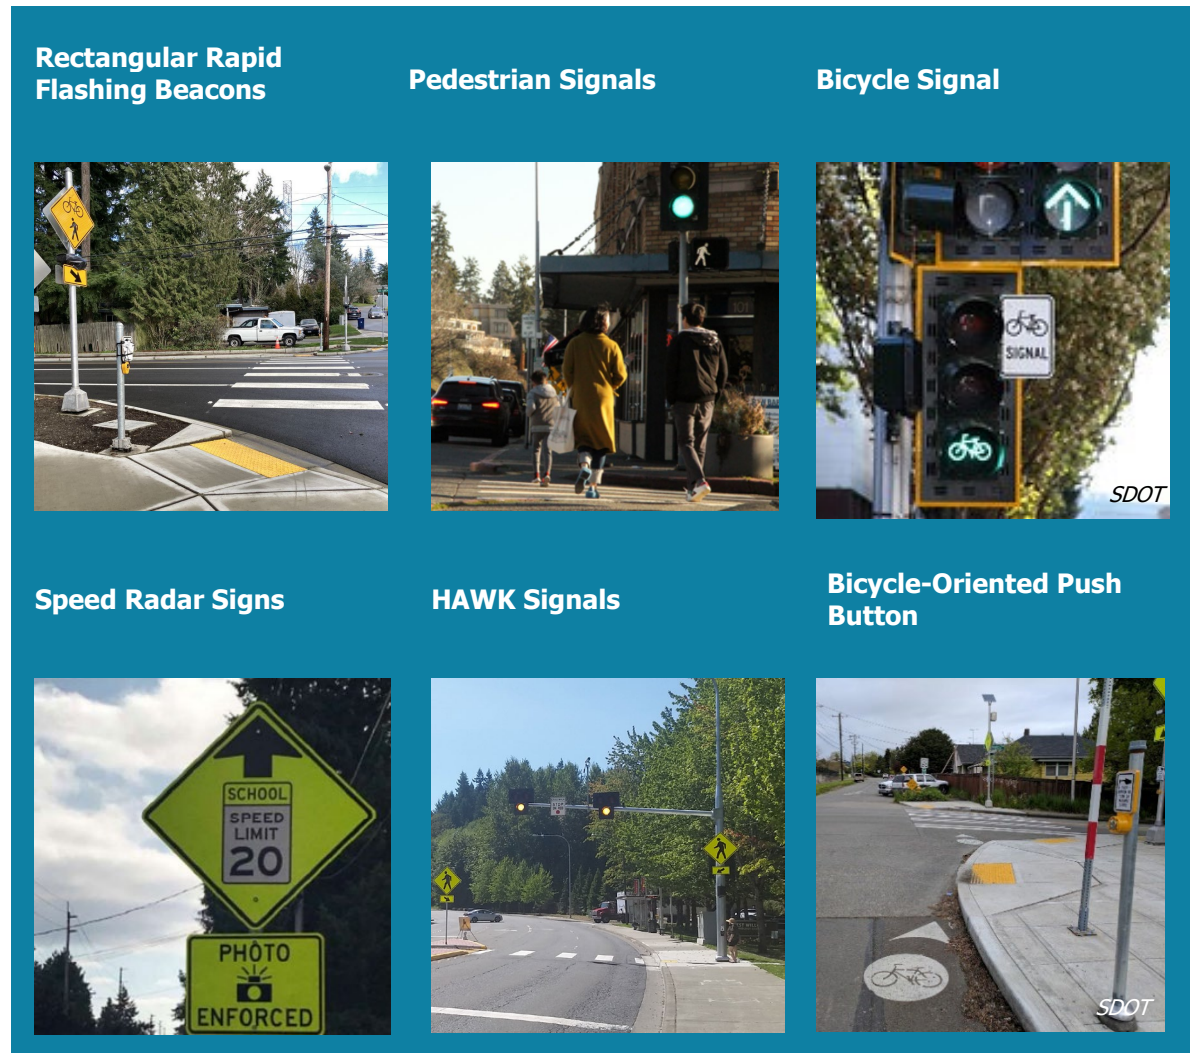 Rectangular Rapid
Flashing Beacons
Pedestrian Signals
Bicycle Signal
101
SIGNAL
SDOT
Speed Radar Signs
HAWK Signals
Bicycle-Oriented Push
Button
SCHOOL
SPEED
LIMIT
20
PHOTO
ENFORCED
SDOT